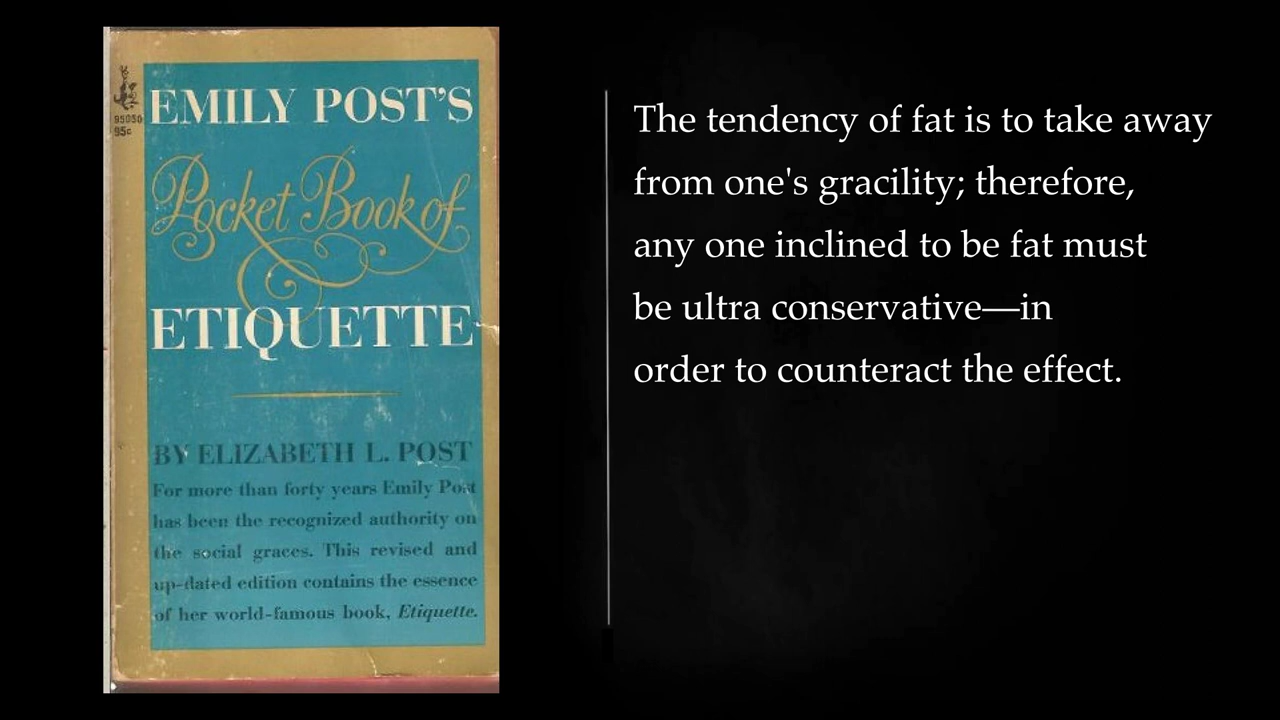 EMILY POST'S
Pocket Book of
ETIQUETTE
95050
95c
BY ELIZABETH L. POST
For more than forty years Emily Post
has been the recognized authority on
the social graces. This revised and
up-dated edition contains the essence
of her world-famous book, Etiquette.
The tendency of fat is to take away
from one's gracility; therefore,
any one inclined to be fat must
be ultra conservative—in
order to counteract the effect.